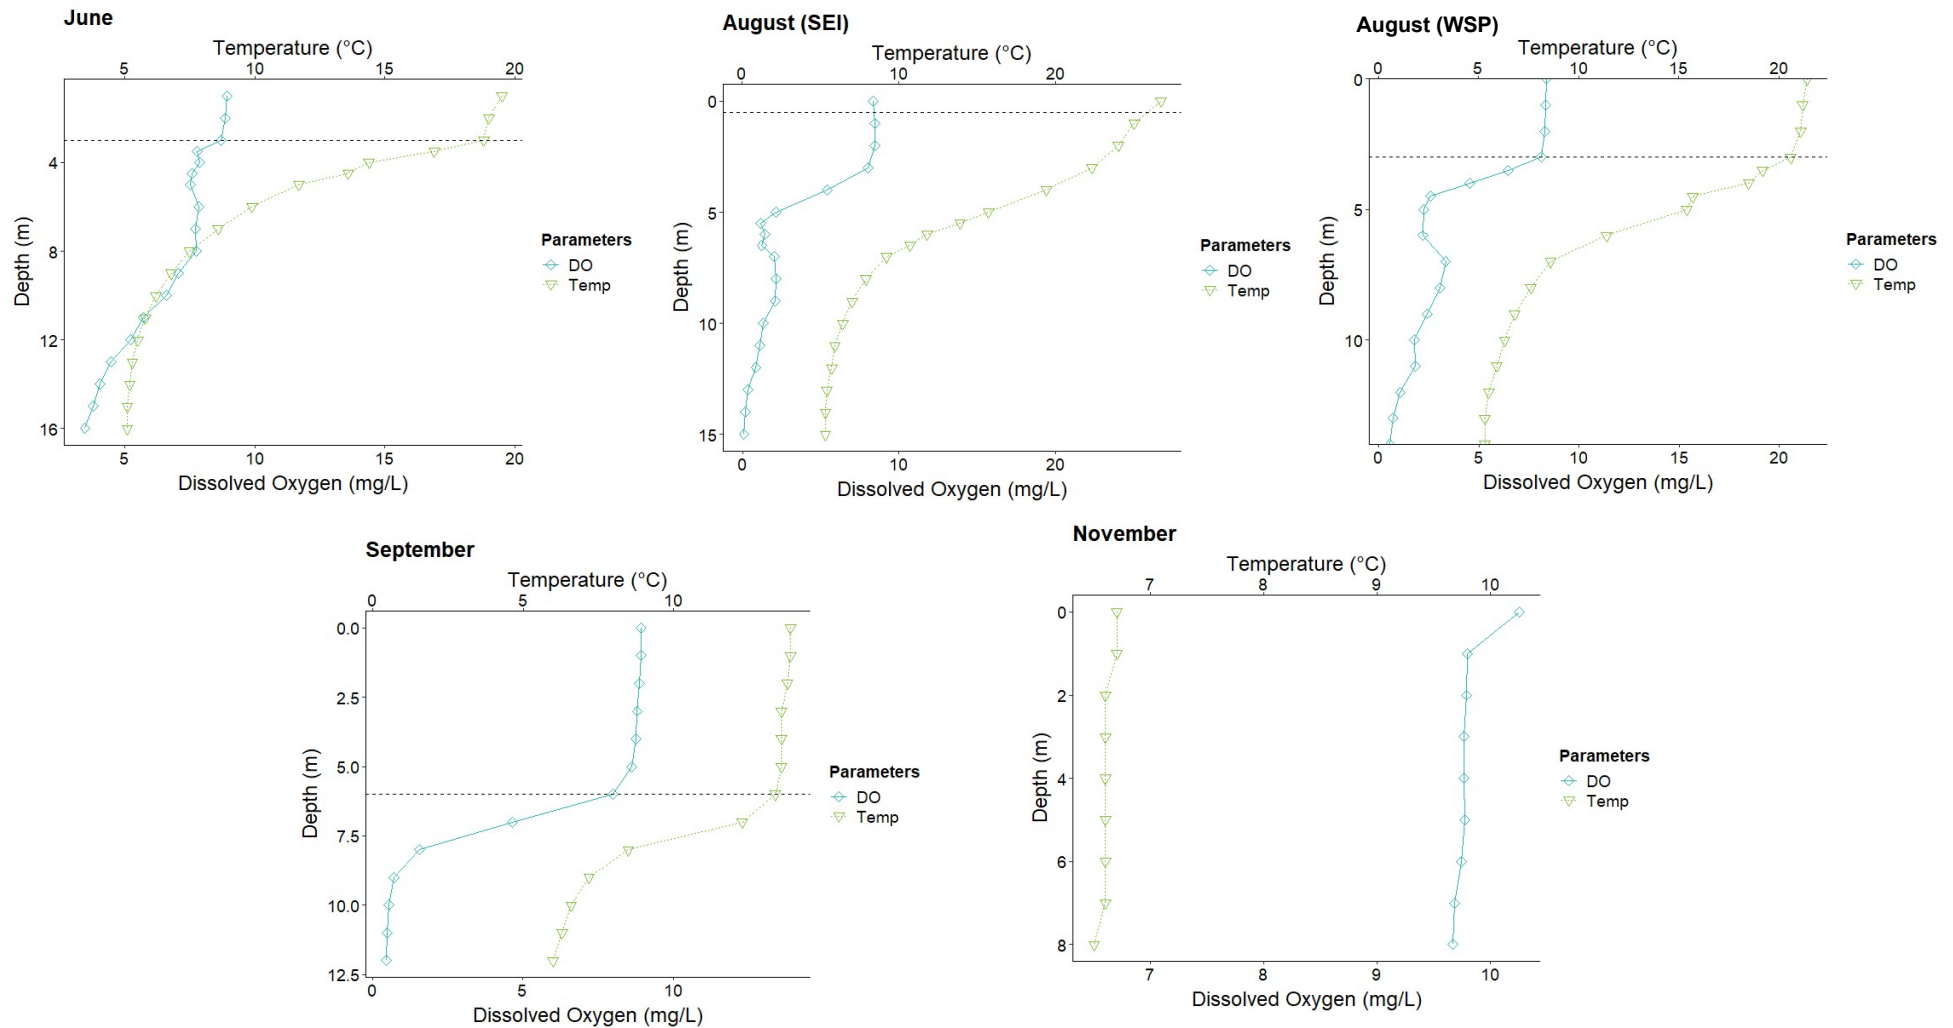 June
Temperature (°C)
5 10 15 20
4
8
12
16
Depth (m)
5 10 15 20
Dissolved Oxygen (mg/L)
Parameters
DO
Temp
August (SEI)
Temperature (°C)
0 10 20
0
5
10
15
Depth (m)
0 10 20
Dissolved Oxygen (mg/L)
Parameters
DO
Temp
August (WSP)
Temperature (°C)
0 5 10 15 20
0
5
10
Depth (m)
0 5 10 15 20
Dissolved Oxygen (mg/L)
Parameters
DO
Temp
September
Temperature (°C)
0 5 10
0.0
2.5
5.0
7.5
10.0
12.5
Depth (m)
0 5 10
Dissolved Oxygen (mg/L)
Parameters
DO
Temp
November
Temperature (°C)
7 8 9 10
0
2
4
6
8
Depth (m)
7 8 9 10
Dissolved Oxygen (mg/L)
Parameters
DO
Temp